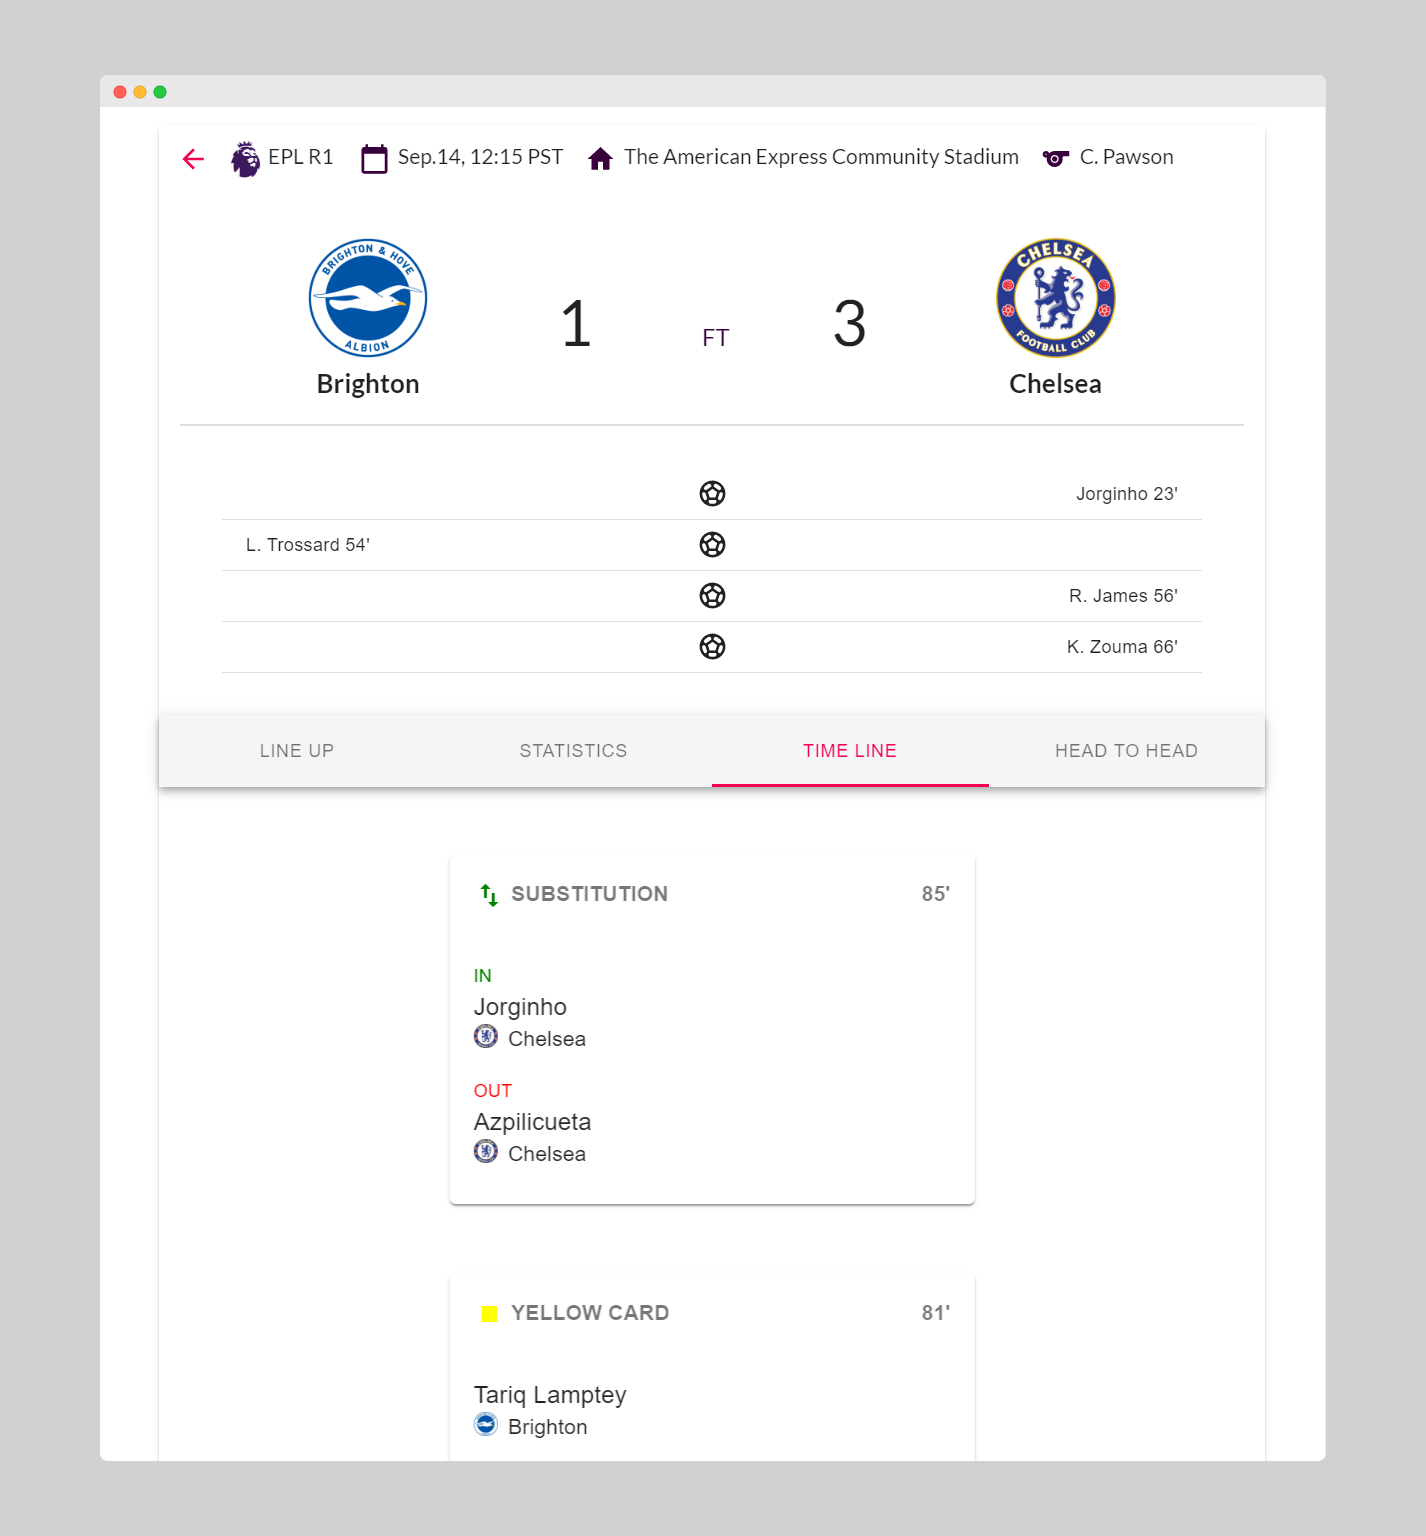 EPL R1 Sep.14, 12:15 PST The American Express Community Stadium C. Pawson
BRIGHTON & HOVE
ALBION
CHELSEA
FOOTBALL CLUB
1 FT 3
Brighton Chelsea
Jorginho 23'
L. Trossard 54'
R. James 56'
K. Zouma 66'
LINE UP STATISTICS TIME LINE HEAD TO HEAD
SUBSTITUTION 85'
IN
Jorginho
Chelsea
OUT
Azpilicueta
Chelsea
YELLOW CARD 81'
Tariq Lamptey
Brighton